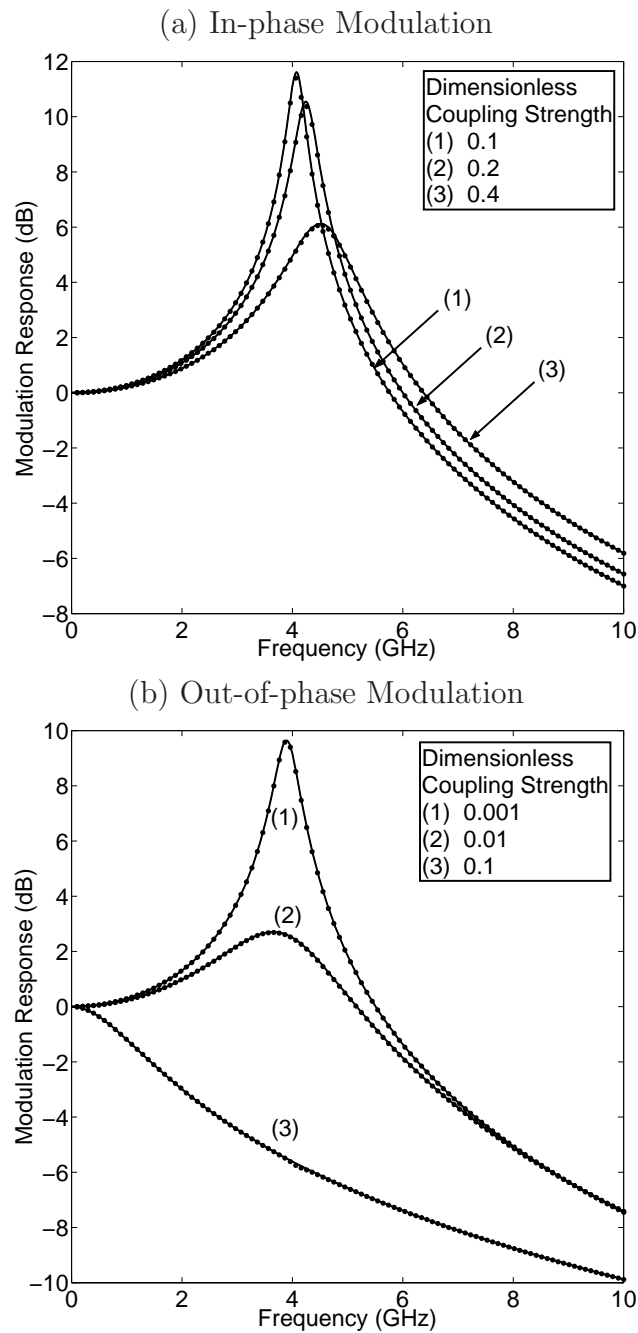 (a) In-phase Modulation
12
10
8
6
4
2
0
−2
−4
−6
−8
Modulation Response (dB)
Dimensionless
Coupling Strength
(1) 0.1
(2) 0.2
(3) 0.4
(1)
(2)
(3)
0 2 4 6 8 10
Frequency (GHz)
(b) Out-of-phase Modulation
10
8
6
4
2
0
−2
−4
−6
−8
−10
Modulation Response (dB)
Dimensionless
Coupling Strength
(1) 0.001
(2) 0.01
(3) 0.1
(1)
(2)
(3)
0 2 4 6 8 10
Frequency (GHz)